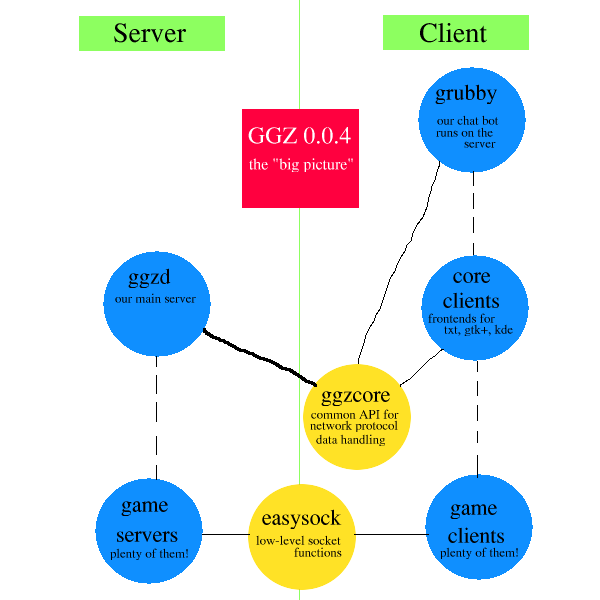 Server
Client
GGZ 0.0.4
the "big picture"
grubby
our chat bot
runs on the
server
ggzd
our main server
core
clients
frontends for
txt, gtk+, kde
ggzcore
common API for
network protocol
data handling
game
servers
plenty of them!
easysock
low-level socket
functions
game
clients
plenty of them!